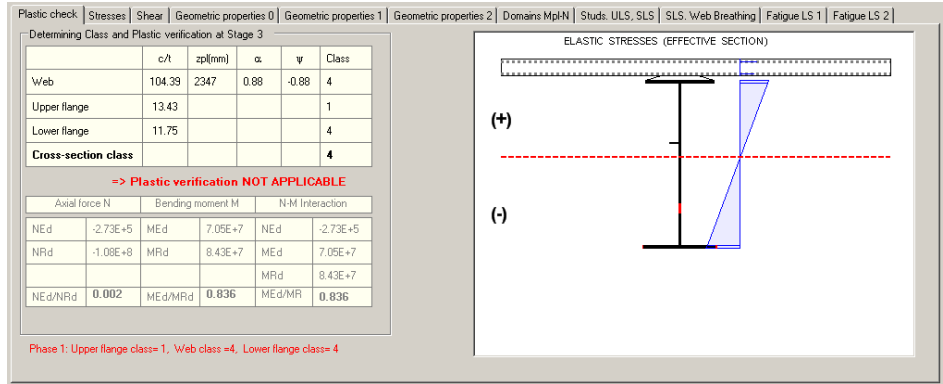 Plastic check Stresses Shear Geometric properties 0 Geometric properties 1 Geometric properties 2 Domains Mpl-N Studs. ULS, SLS SLS. Web Breathing Fatigue LS 1 Fatigue LS 2
Determining Class and Plastic verification at Stage 3
c/t zpl(mm) α ψ Class
Web 104.39 2347 0.88 -0.88 4
Upper flange 13.43 1
Lower flange 11.75 4
Cross-section class 4
=> Plastic verification NOT APPLICABLE
Axial force N Bending moment M N-M Interaction
NEd -2.73E+5 MEd 7.05E+7 NEd -2.73E+5
NRd -1.08E+8 MRd 8.43E+7 MEd 7.05E+7
MRd 8.43E+7
NEd/NRd 0.002 MEd/MRd 0.836 MEd/MR 0.836
Phase 1: Upper flange class= 1, Web class =4, Lower flange class= 4
ELASTIC STRESSES (EFFECTIVE SECTION)
(+)
(-)